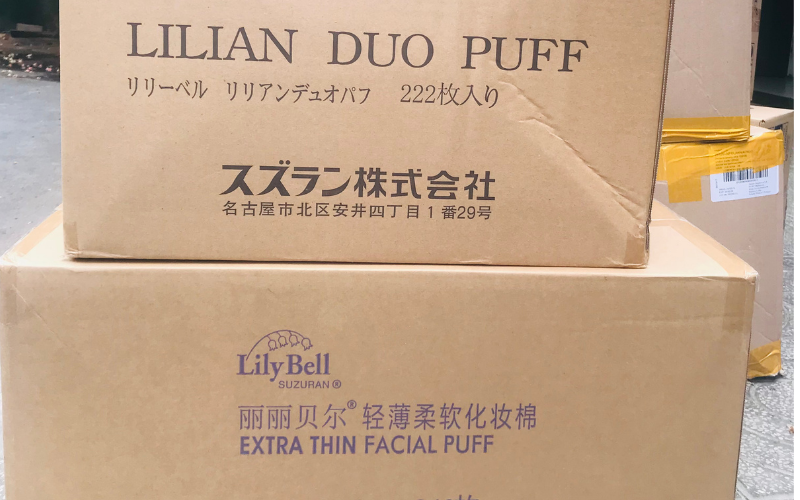 LILIAN DUO PUFF
リリーベル リリアンデュオパフ 222枚入り
スズラン株式会社
名古屋市北区安井四丁目1番29号
Lily Bell
SUZURAN®
丽丽贝尔®轻薄柔软化妆棉
EXTRA THIN FACIAL PUFF